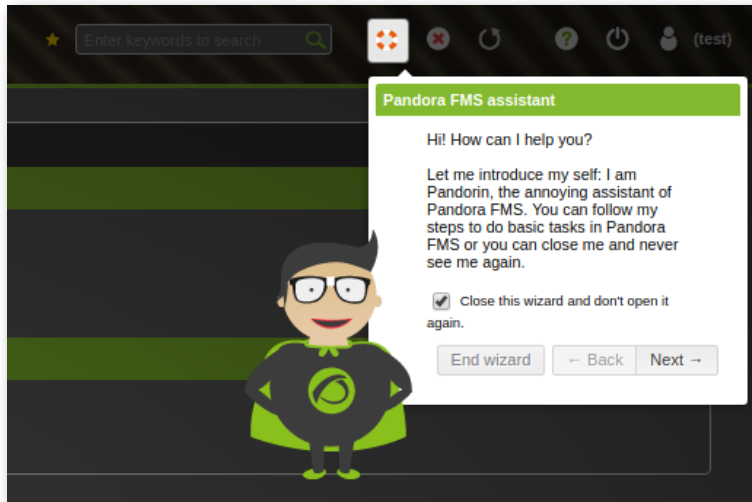 Enter keywords to search
(test)
Pandora FMS assistant
Hi! How can I help you?
Let me introduce my self: I am
Pandorin, the annoying assistant of
Pandora FMS. You can follow my
steps to do basic tasks in Pandora
FMS or you can close me and never
see me again.
Close this wizard and don't open it
again.
End wizard
← Back
Next →